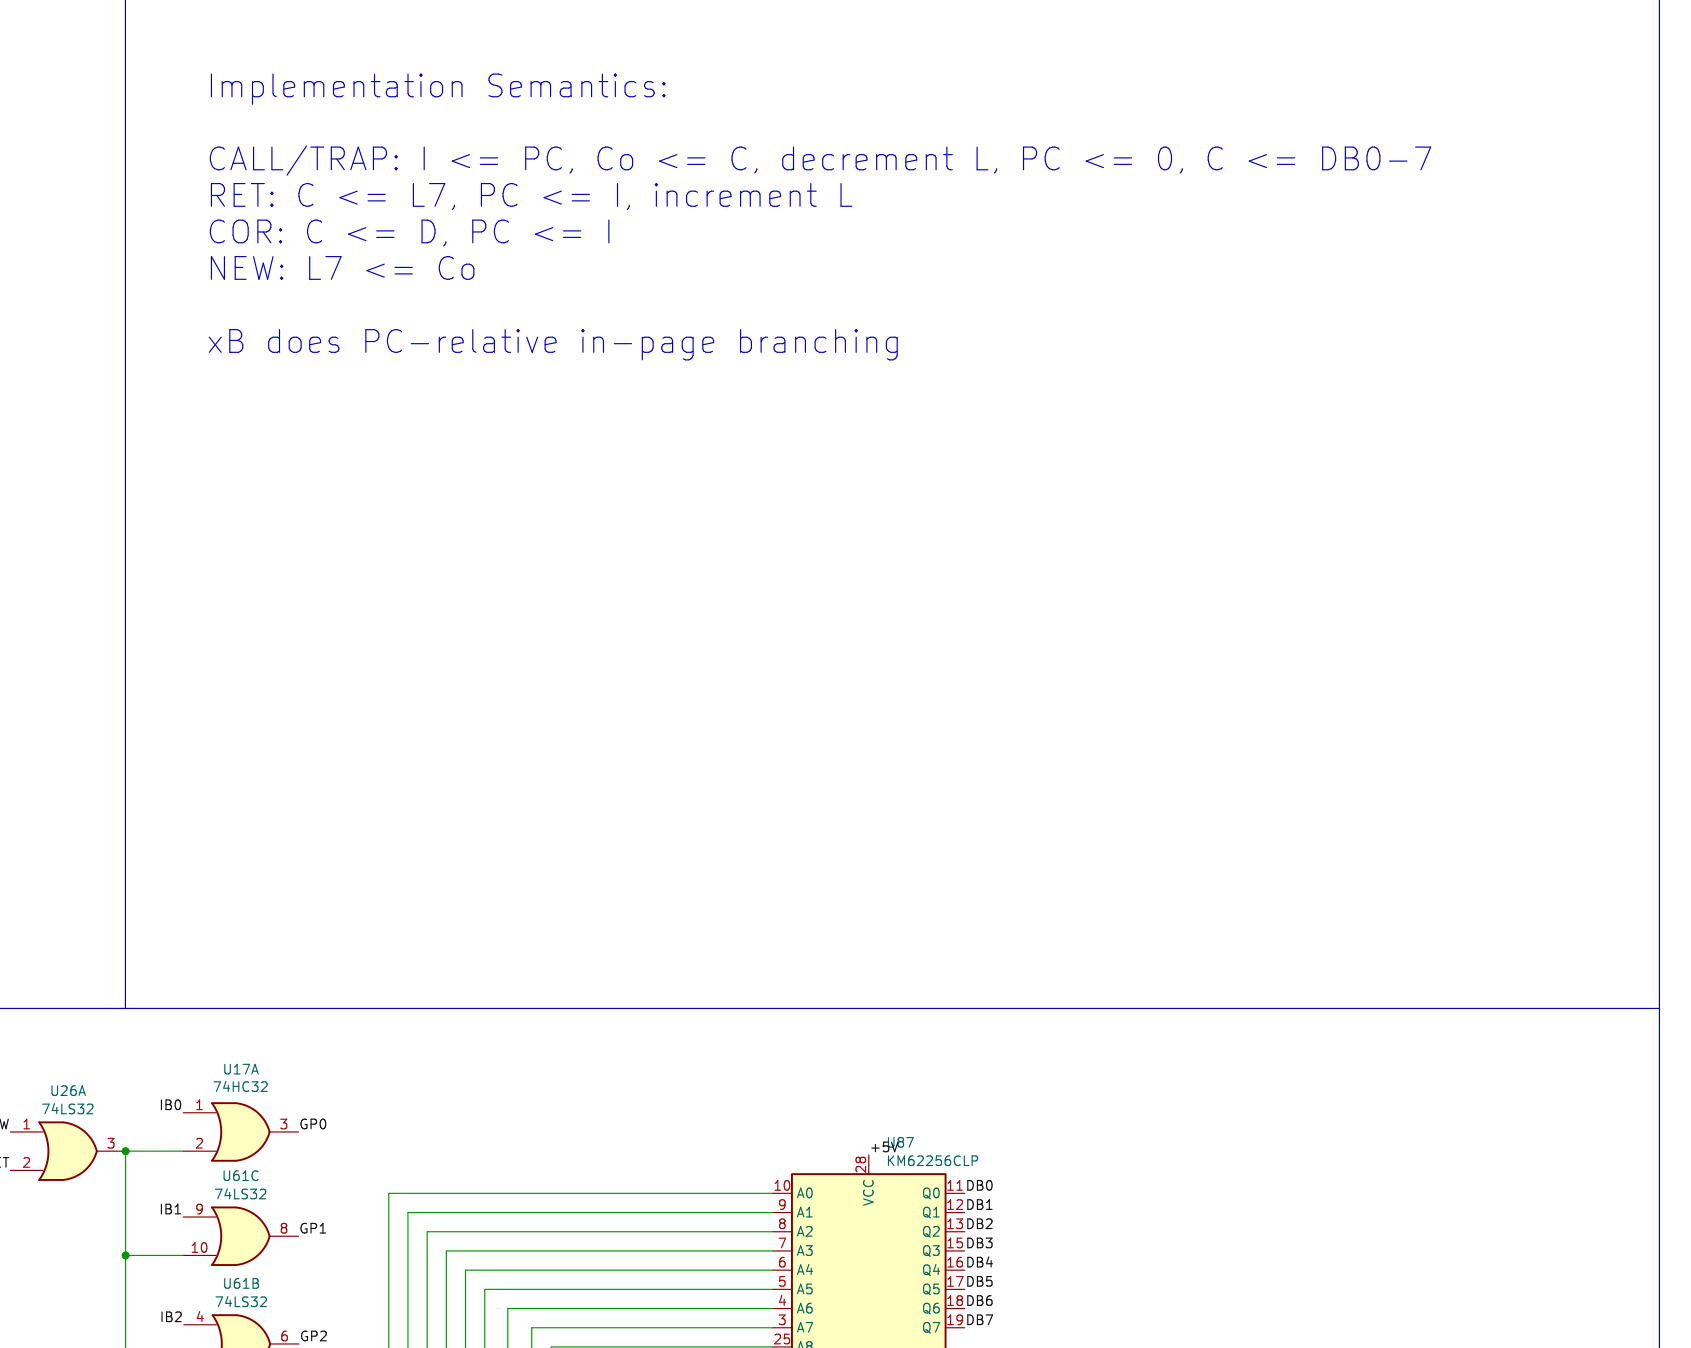 Implementation Semantics:
CALL/TRAP: I <= PC, Co <= C, decrement L, PC <= 0, C <= DB0-7
RET: C <= L7, PC <= I, increment L
COR: C <= D, PC <= I
NEW: L7 <= Co
xB does PC-relative in-page branching
U26A
74LS32
W 1
T 2
3
U17A
74HC32
IB0 1
2
3 GP0
U61C
74LS32
IB1 9
10
8 GP1
U61B
74LS32
IB2 4
6 GP2
+5V
U87
KM62256CLP
28
VCC
10 A0 Q0 11 DB0
9 A1 Q1 12 DB1
8 A2 Q2 13 DB2
7 A3 Q3 15 DB3
6 A4 Q4 16 DB4
5 A5 Q5 17 DB5
4 A6 Q6 18 DB6
3 A7 Q7 19 DB7
25 A8